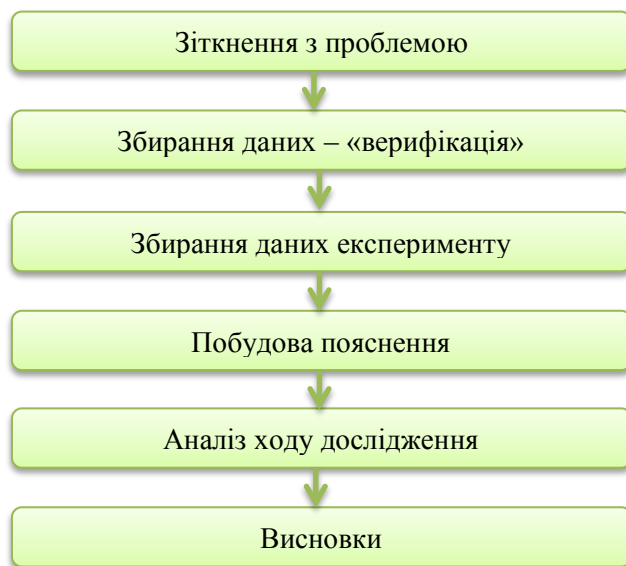 Зіткнення з проблемою
Збирання даних – «верифікація»
Збирання даних експерименту
Побудова пояснення
Аналіз ходу дослідження
Висновки